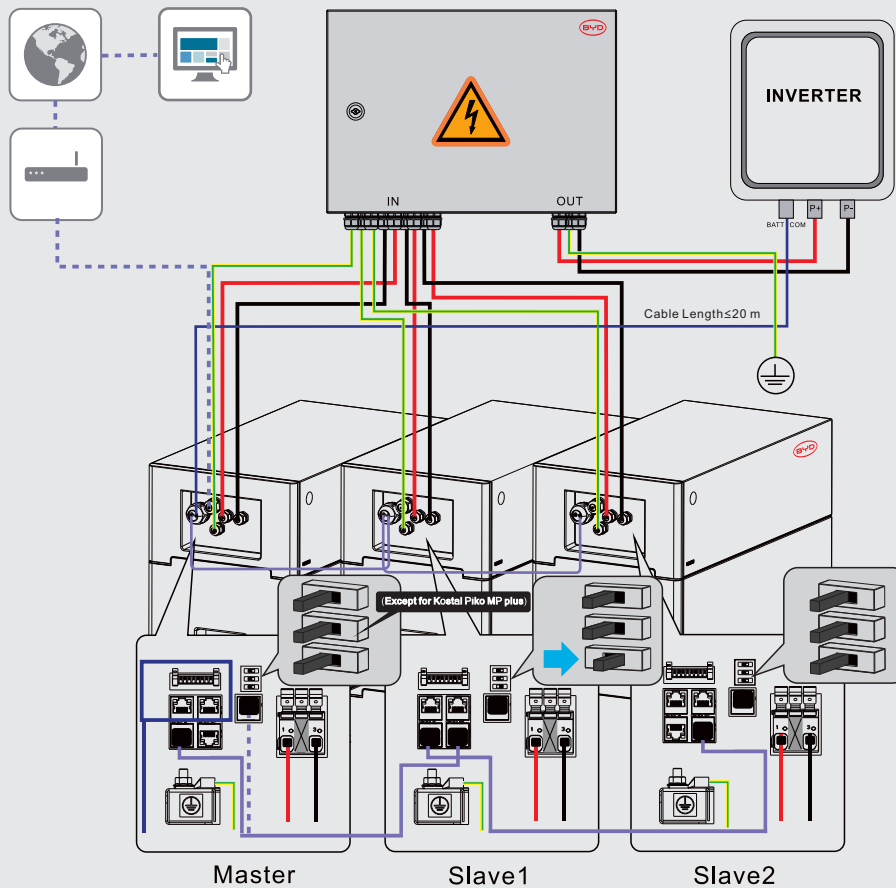 BYD
INVERTER
IN
OUT
BATT COM
P+
P-
Cable Length≤20 m
BYD
(Except for Kostal Piko MP plus)
1
3
1
3
1
3
Master
Slave1
Slave2